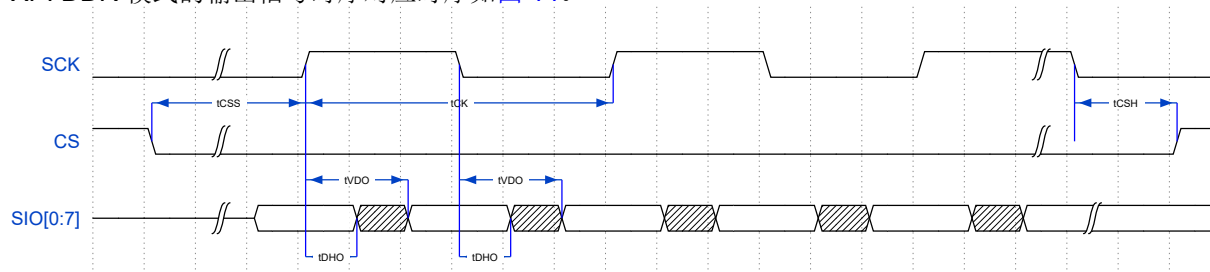 SCK
tCSS
tCK
tCSH
CS
tVDO
tVDO
SIO[0:7]
tDHO
tDHO